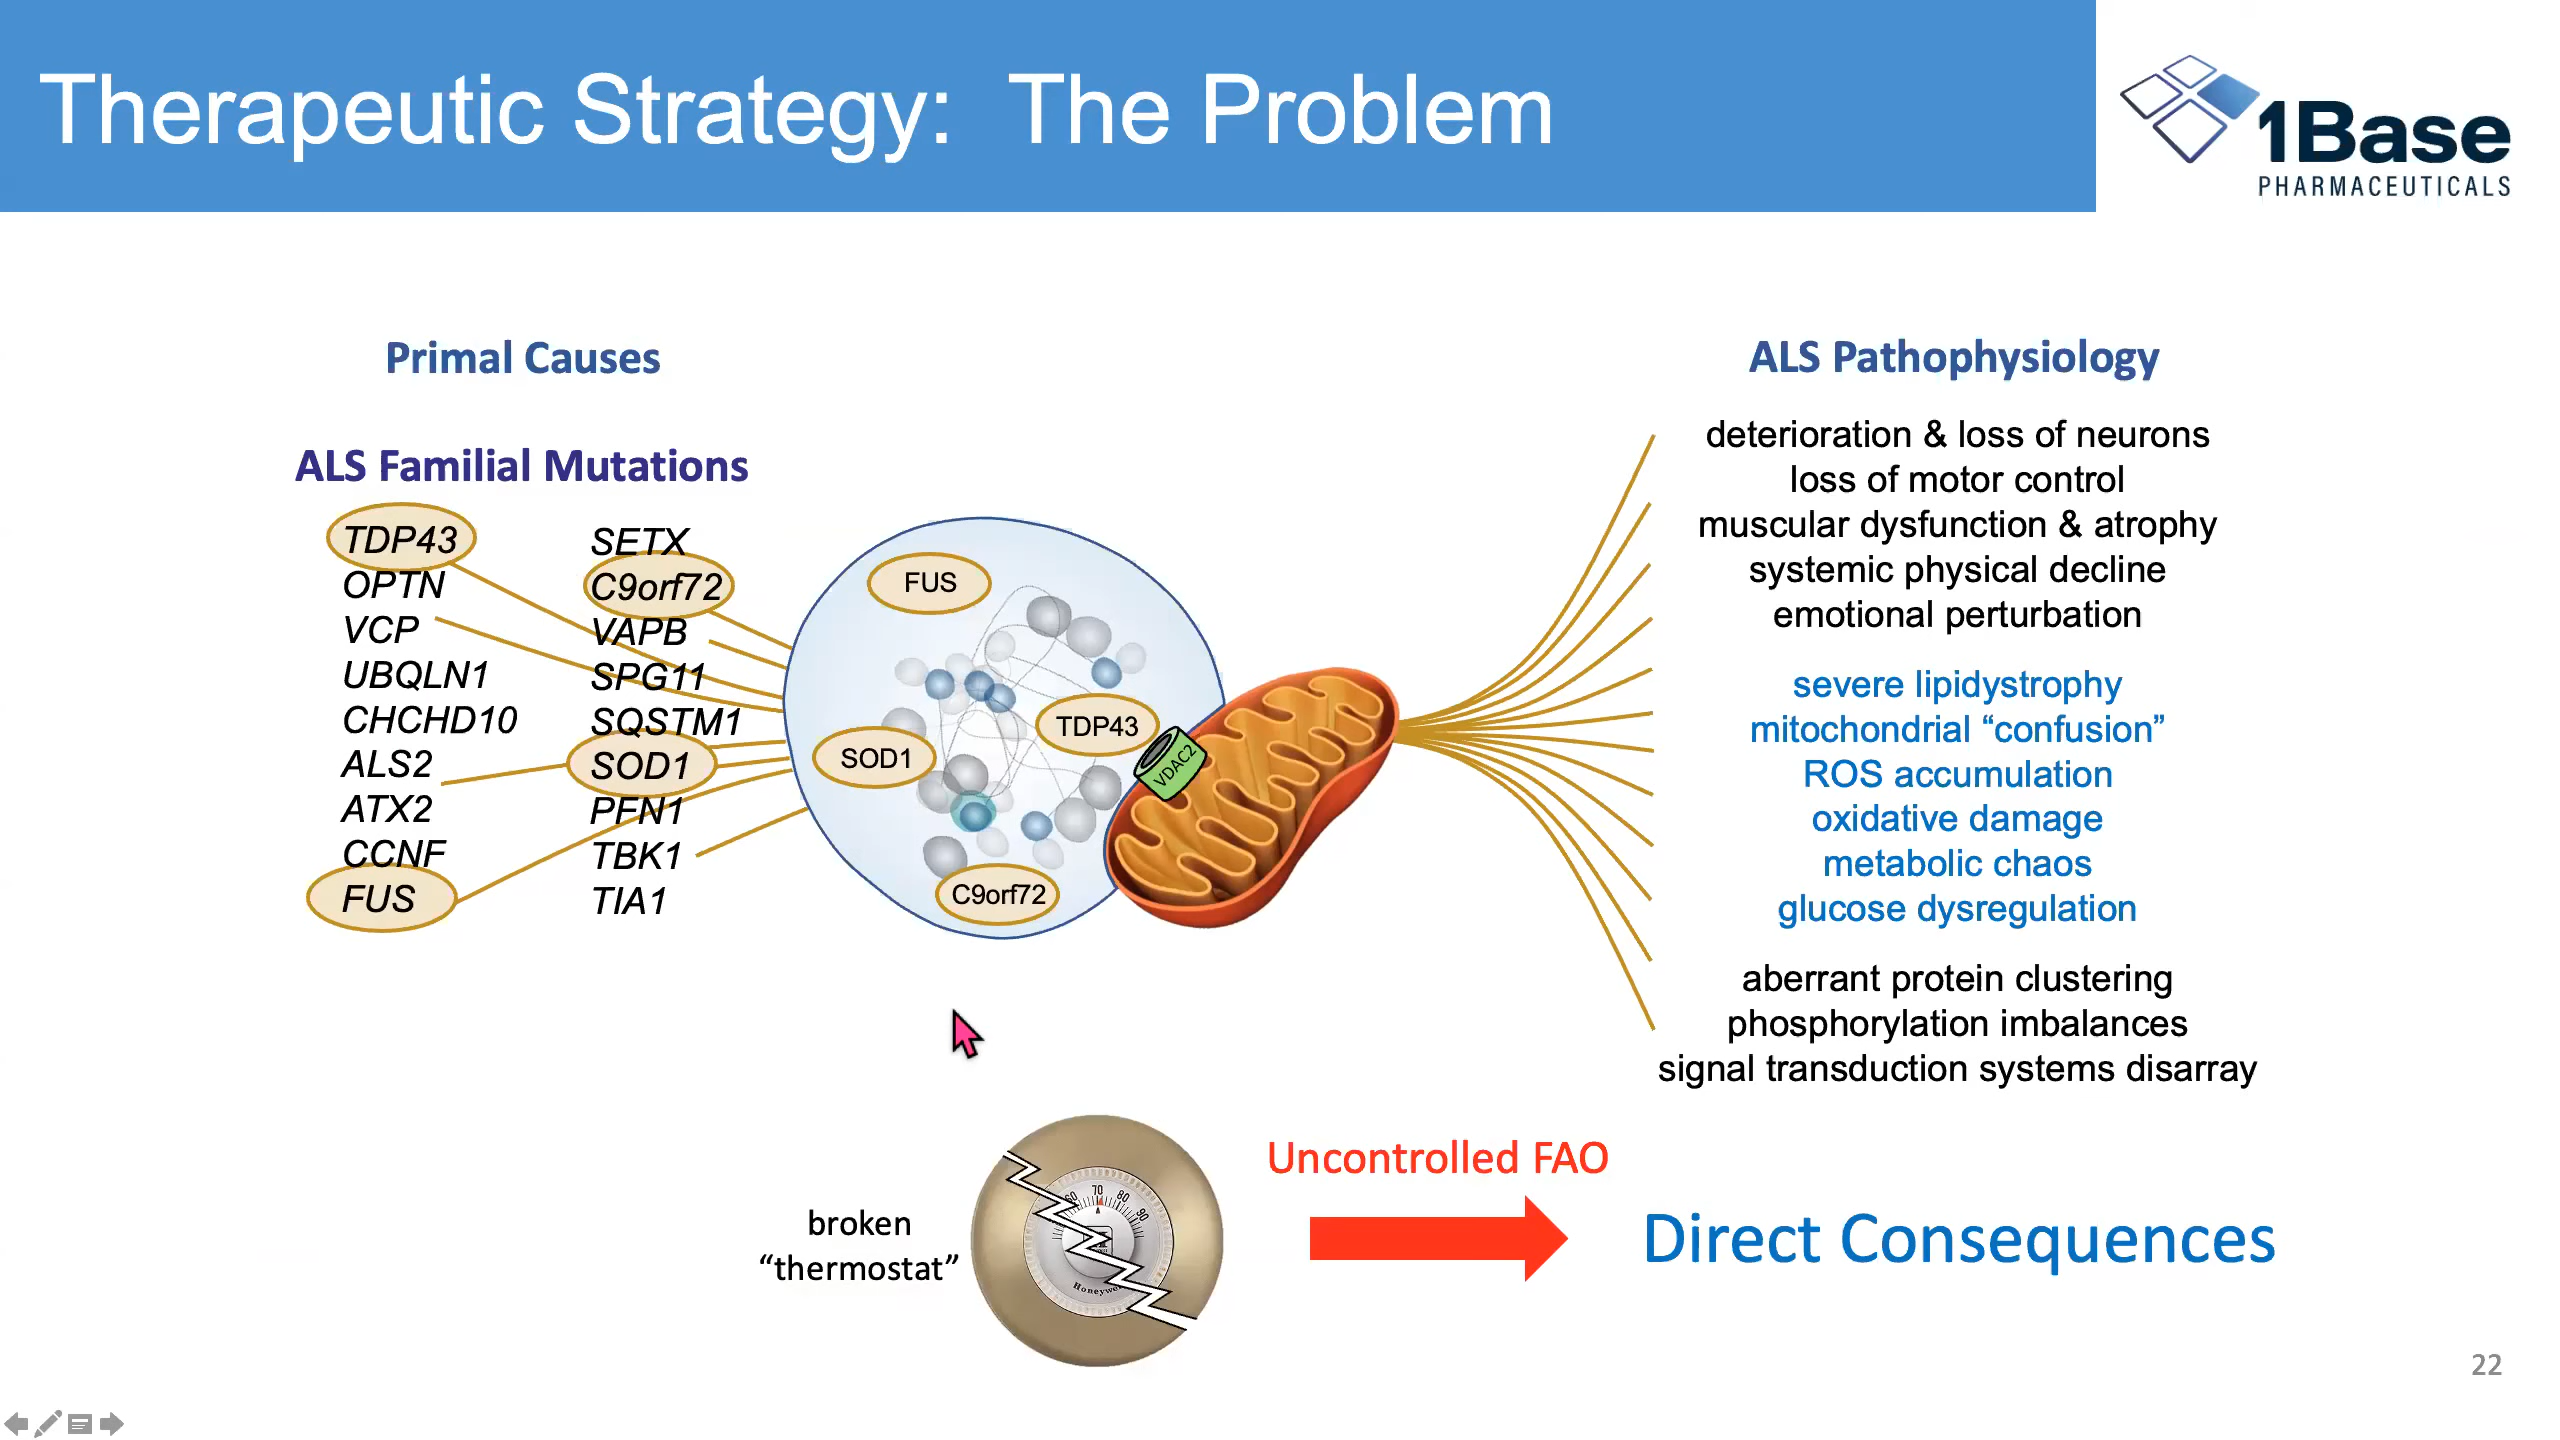 Therapeutic Strategy:  The Problem
1Base
PHARMACEUTICALS
Primal Causes
ALS Familial Mutations
TDP43
OPTN
VCP
UBQLN1
CHCHD10
ALS2
ATX2
CCNF
FUS
SETX
C9orf72
VAPB
SPG11
SQSTM1
SOD1
PFN1
TBK1
TIA1
FUS
TDP43
SOD1
VDAC2
C9orf72
ALS Pathophysiology
deterioration & loss of neurons
loss of motor control
muscular dysfunction & atrophy
systemic physical decline
emotional perturbation
severe lipidystrophy
mitochondrial “confusion”
ROS accumulation
oxidative damage
metabolic chaos
glucose dysregulation
aberrant protein clustering
phosphorylation imbalances
signal transduction systems disarray
broken
“thermostat”
60 70 80 90
Uncontrolled FAO
Direct Consequences
22